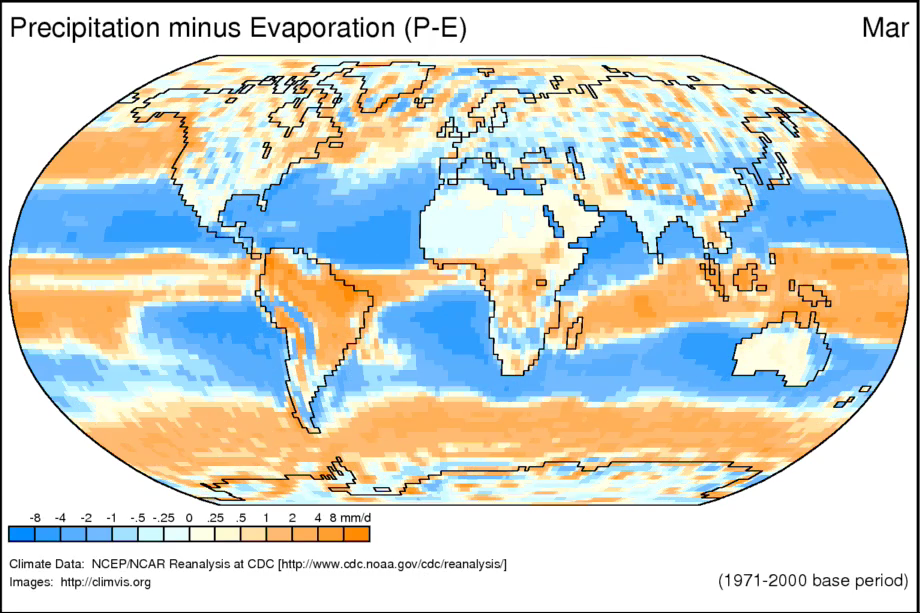 Precipitation minus Evaporation (P-E) Mar
-8 -4 -2 -1 -.5 -.25 0 .25 .5 1 2 4 8 mm/d
Climate Data: NCEP/NCAR Reanalysis at CDC [http://www.cdc.noaa.gov/cdc/reanalysis/]
Images: http://climvis.org (1971-2000 base period)